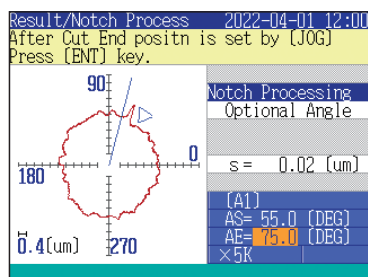 Result/Notch Process 2022-04-01 12:00
After Cut End positn is set by [JOG]
Press [ENT] key.
90
Notch Processing
Optional Angle
0
s= 0.02 (um)
180
[A1]
AS= 55.0 [DEG]
AE= 75.0 [DEG]
0.4(um) 270
×5K